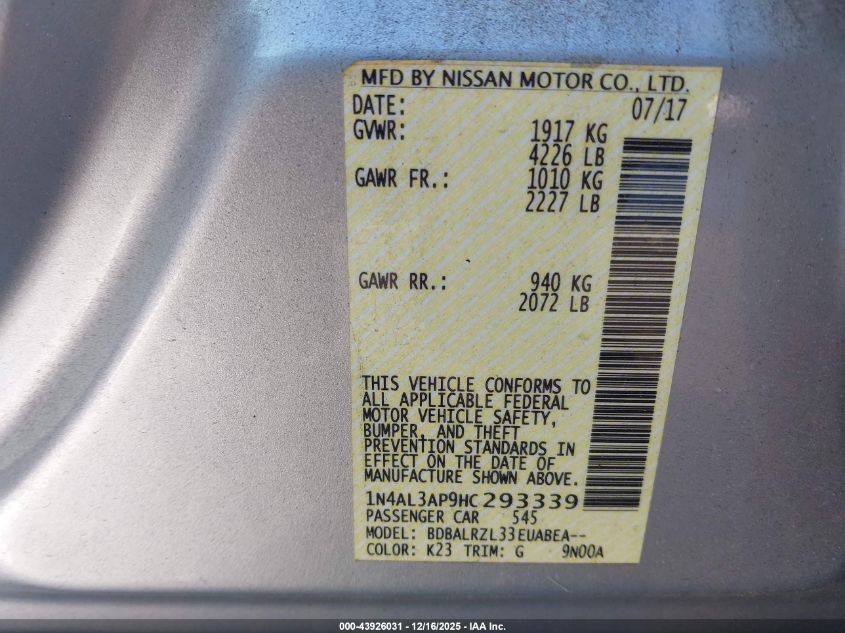 MFD BY NISSAN MOTOR CO., LTD.
DATE: 07/17
GVWR: 1917 KG
4226 LB
GAWR FR.: 1010 KG
2227 LB
GAWR RR.: 940 KG
2072 LB
THIS VEHICLE CONFORMS TO
ALL APPLICABLE FEDERAL
MOTOR VEHICLE SAFETY,
BUMPER, AND THEFT
PREVENTION STANDARDS IN
EFFECT ON THE DATE OF
MANUFACTURE SHOWN ABOVE.
1N4AL3AP9HC293339
PASSENGER CAR 545
MODEL: BDBALRZL33EUABEA--
COLOR: K23 TRIM: G 9N00A
000-43926031 - 12/16/2025 - IAA Inc.